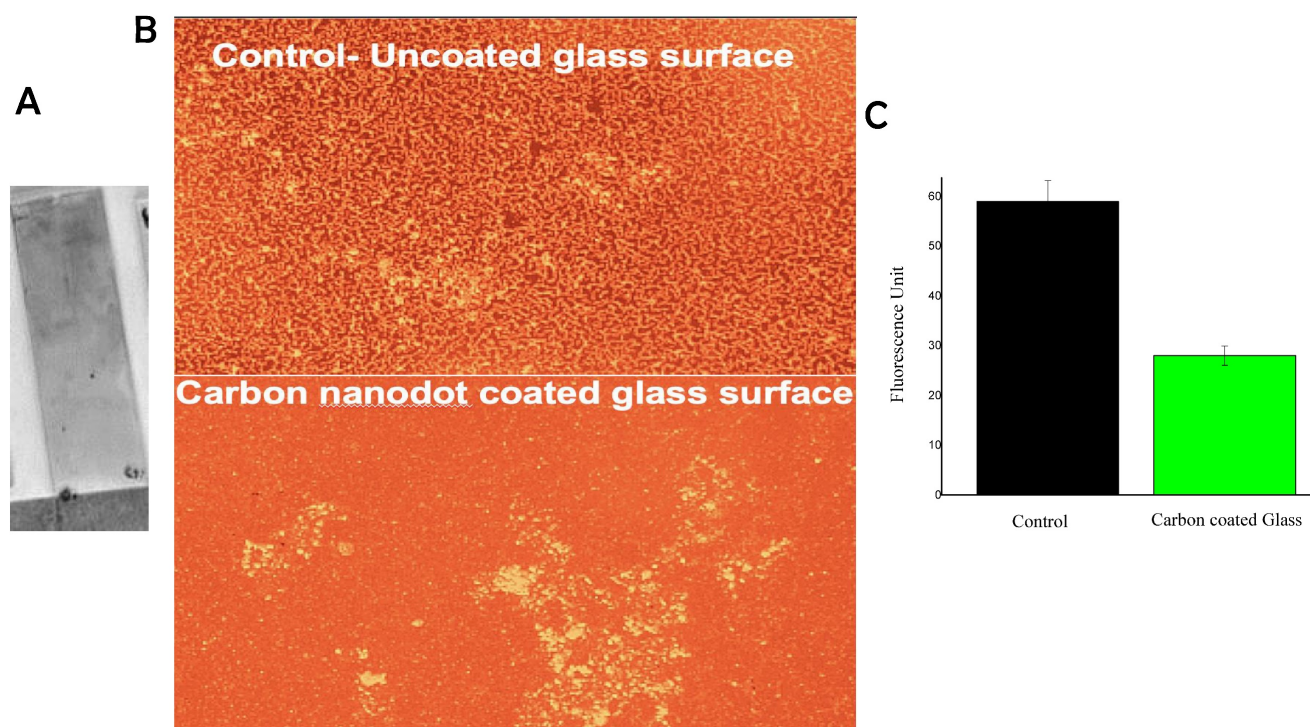 B
Control- Uncoated glass surface
A
C
Carbon nanodot coated glass surface
60
50
40
30
20
10
0
Fluorescence Unit
Control
Carbon coated Glass